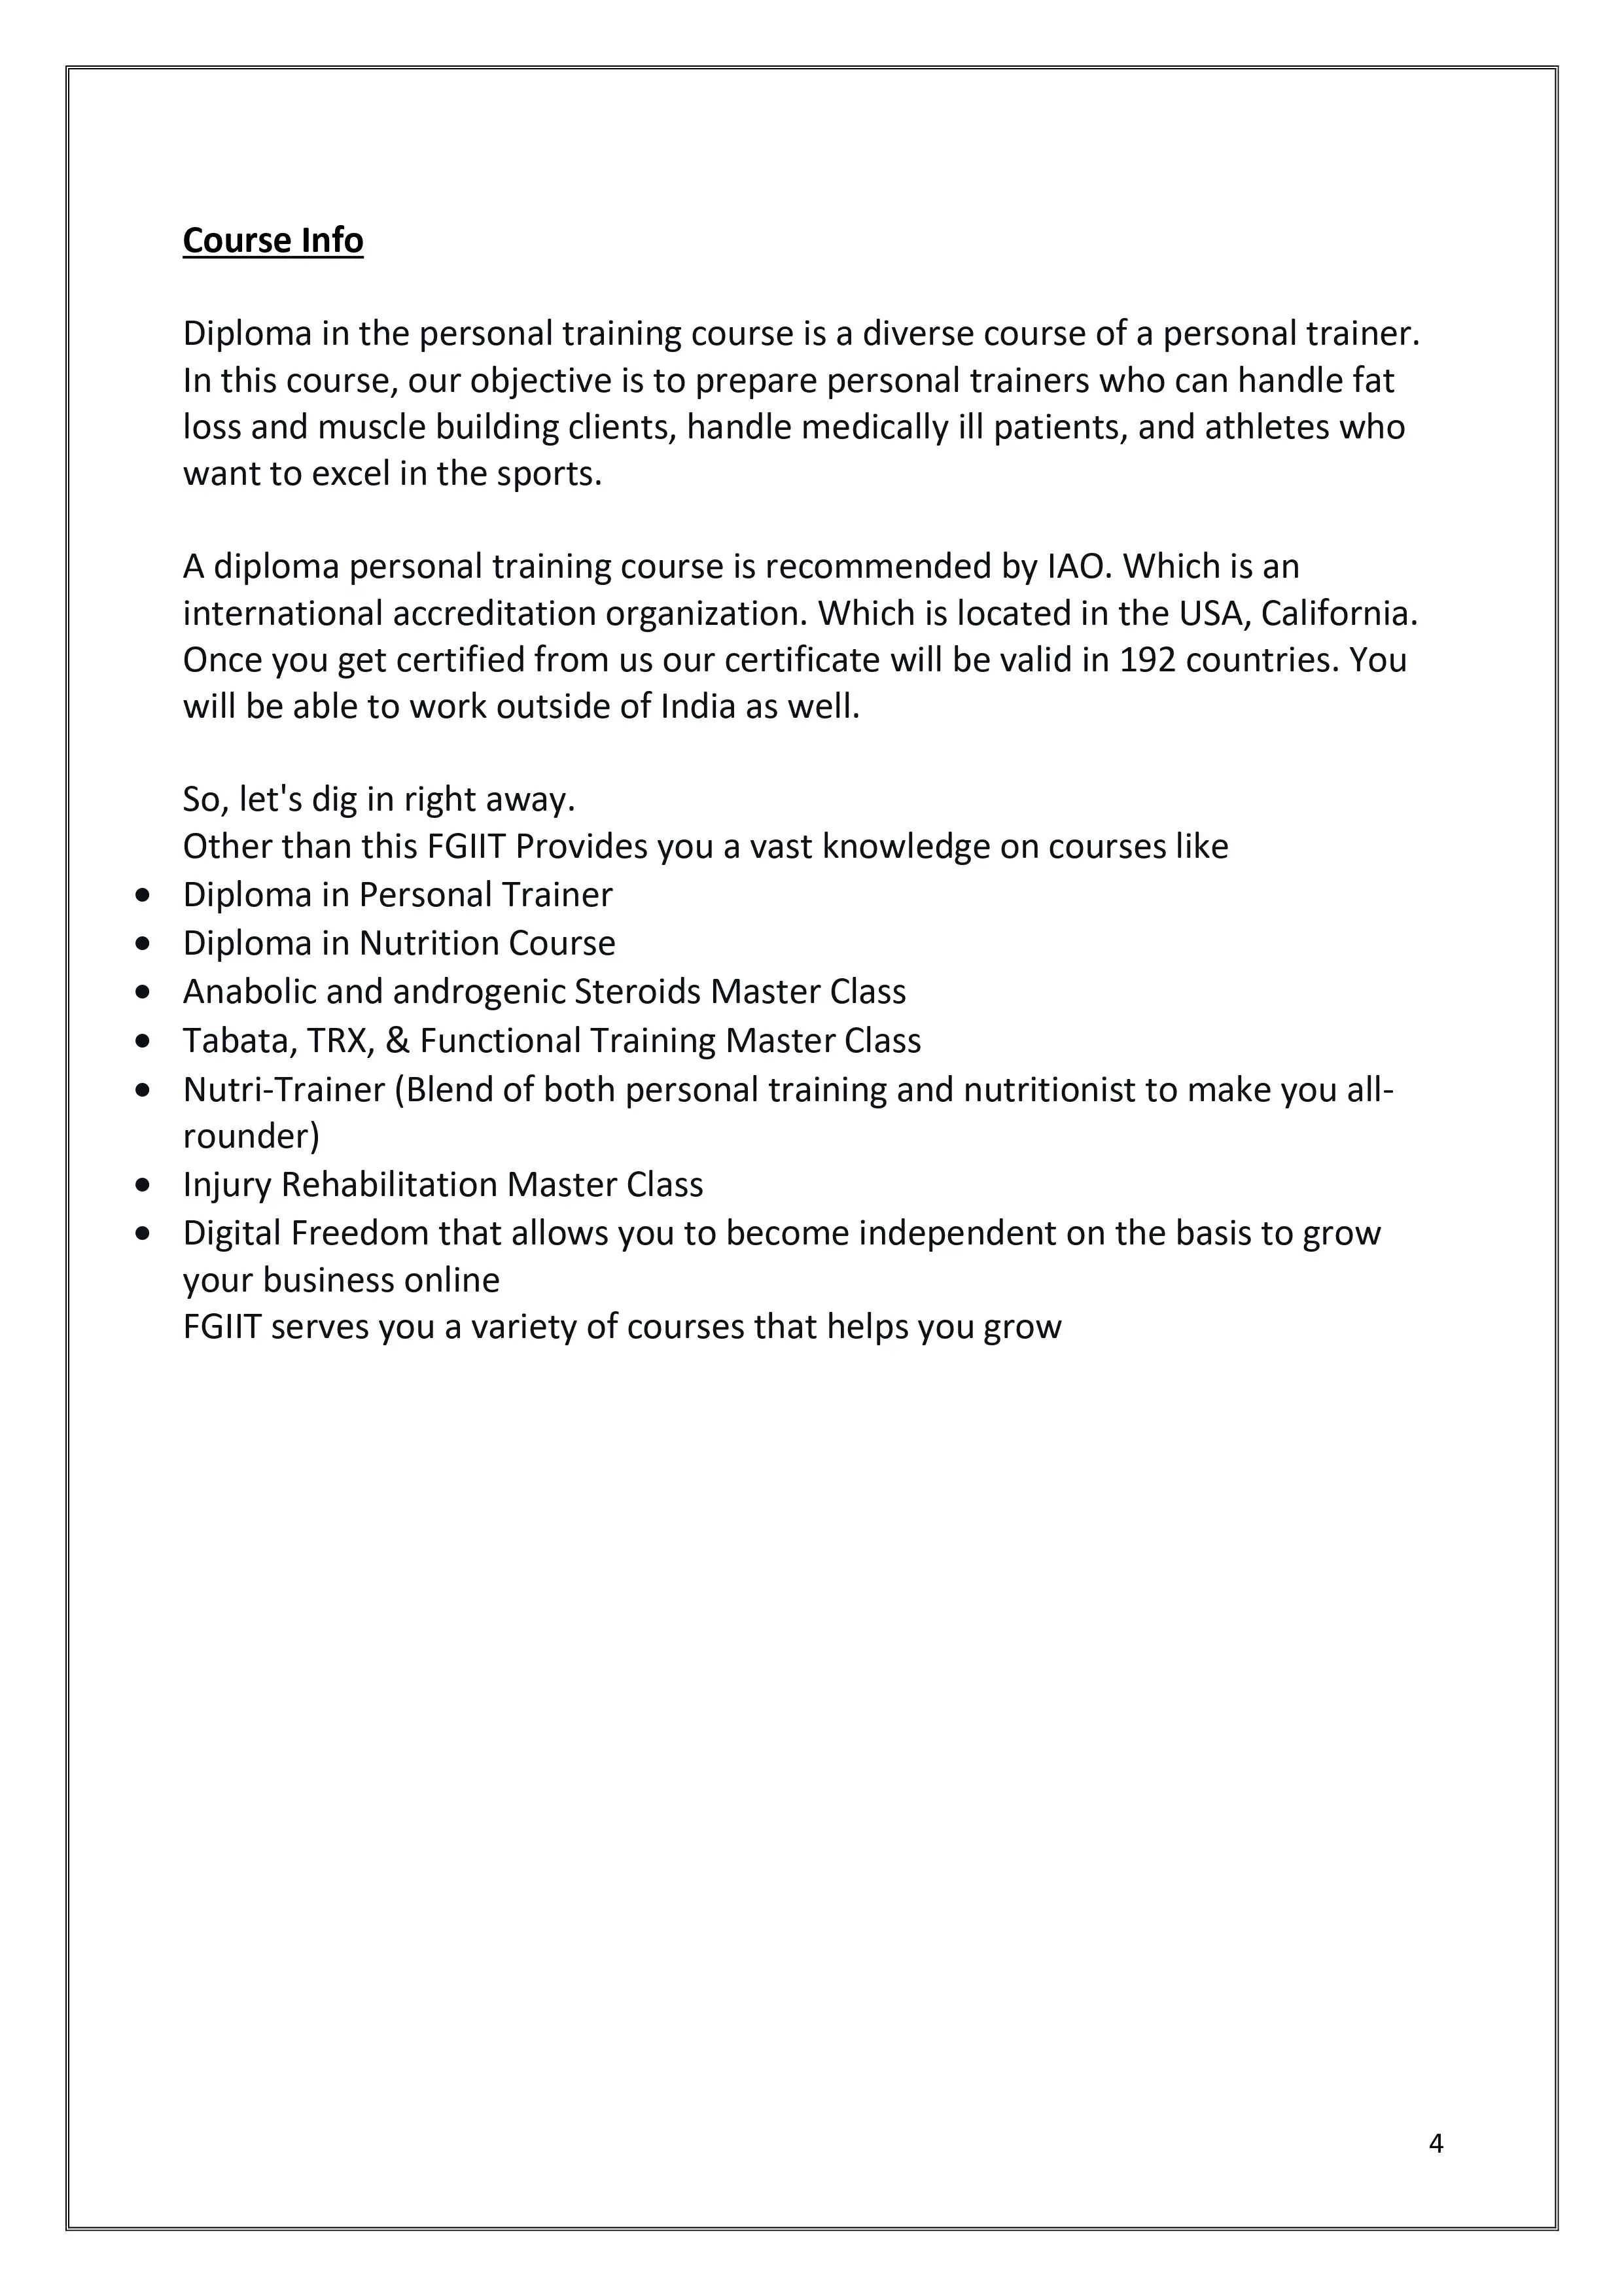 Course Info
Diploma in the personal training course is a diverse course of a personal trainer.
In this course, our objective is to prepare personal trainers who can handle fat
loss and muscle building clients, handle medically ill patients, and athletes who
want to excel in the sports.
A diploma personal training course is recommended by IAO. Which is an
international accreditation organization. Which is located in the USA, California.
Once you get certified from us our certificate will be valid in 192 countries. You
will be able to work outside of India as well.
So, let's dig in right away.
Other than this FGIIT Provides you a vast knowledge on courses like
• Diploma in Personal Trainer
• Diploma in Nutrition Course
• Anabolic and androgenic Steroids Master Class
• Tabata, TRX, & Functional Training Master Class
• Nutri-Trainer (Blend of both personal training and nutritionist to make you all-
rounder)
• Injury Rehabilitation Master Class
• Digital Freedom that allows you to become independent on the basis to grow
your business online
FGIIT serves you a variety of courses that helps you grow
4